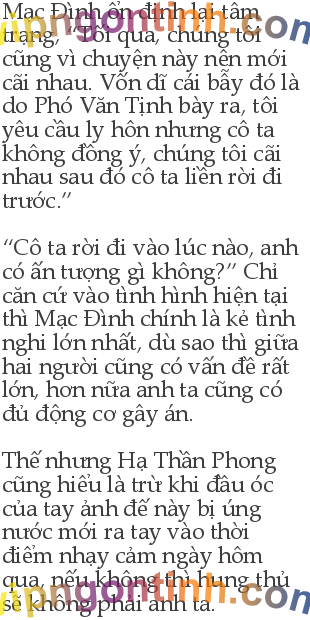 Mạc Đình ổn định lại tâm
trạng, “Tối qua, chúng tôi
cũng vì chuyện này nên mới
cãi nhau. Vốn dĩ cái bẫy đó là
do Phó Văn Tịnh bày ra, tôi
yêu cầu ly hôn nhưng cô ta
không đồng ý, chúng tôi cãi
nhau sau đó cô ta liền rời đi
trước.”
“Cô ta rời đi vào lúc nào, anh
có ấn tượng gì không?” Chỉ
căn cứ vào tình hình hiện tại
thì Mạc Đình chính là kẻ tình
nghi lớn nhất, dù sao thì giữa
hai người cũng có vấn đề rất
lớn, hơn nữa anh ta cũng có
đủ động cơ gây án.
Thế nhưng Hạ Thần Phong
cũng hiểu là trừ khi đầu óc
của tay ảnh đế này bị úng
nước mới ra tay vào thời
điểm nhạy cảm ngày hôm
qua, nếu không thì hung thủ
sẽ không phải anh ta.
vipngontinh.com
vipngontinh.com